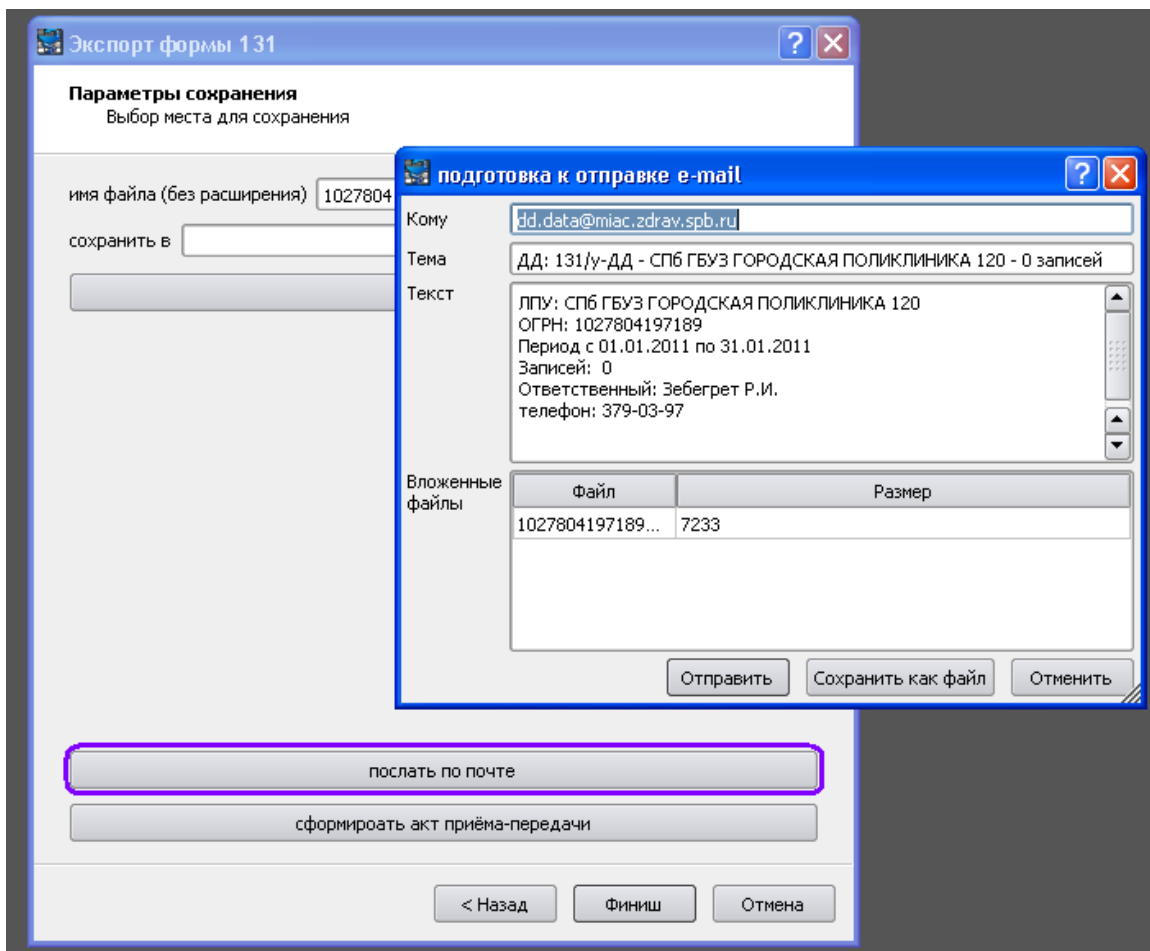 Экспорт формы 131
Параметры сохранения
Выбор места для сохранения
имя файла (без расширения) 1027804
сохранить в
подготовка к отправке e-mail
Кому dd.data@miac.zdrav.spb.ru
Тема ДД: 131/у-ДД - СПб ГБУЗ ГОРОДСКАЯ ПОЛИКЛИНИКА 120 - 0 записей
Текст
ЛПУ: СПб ГБУЗ ГОРОДСКАЯ ПОЛИКЛИНИКА 120
ОГРН: 1027804197189
Период с 01.01.2011 по 31.01.2011
Записей: 0
Ответственный: Зебегрет Р.И.
телефон: 379-03-97
Вложенные
файлы
Файл Размер
1027804197189... 7233
Отправить Сохранить как файл Отменить
послать по почте
сформироать акт приёма-передачи
< Назад Финиш Отмена